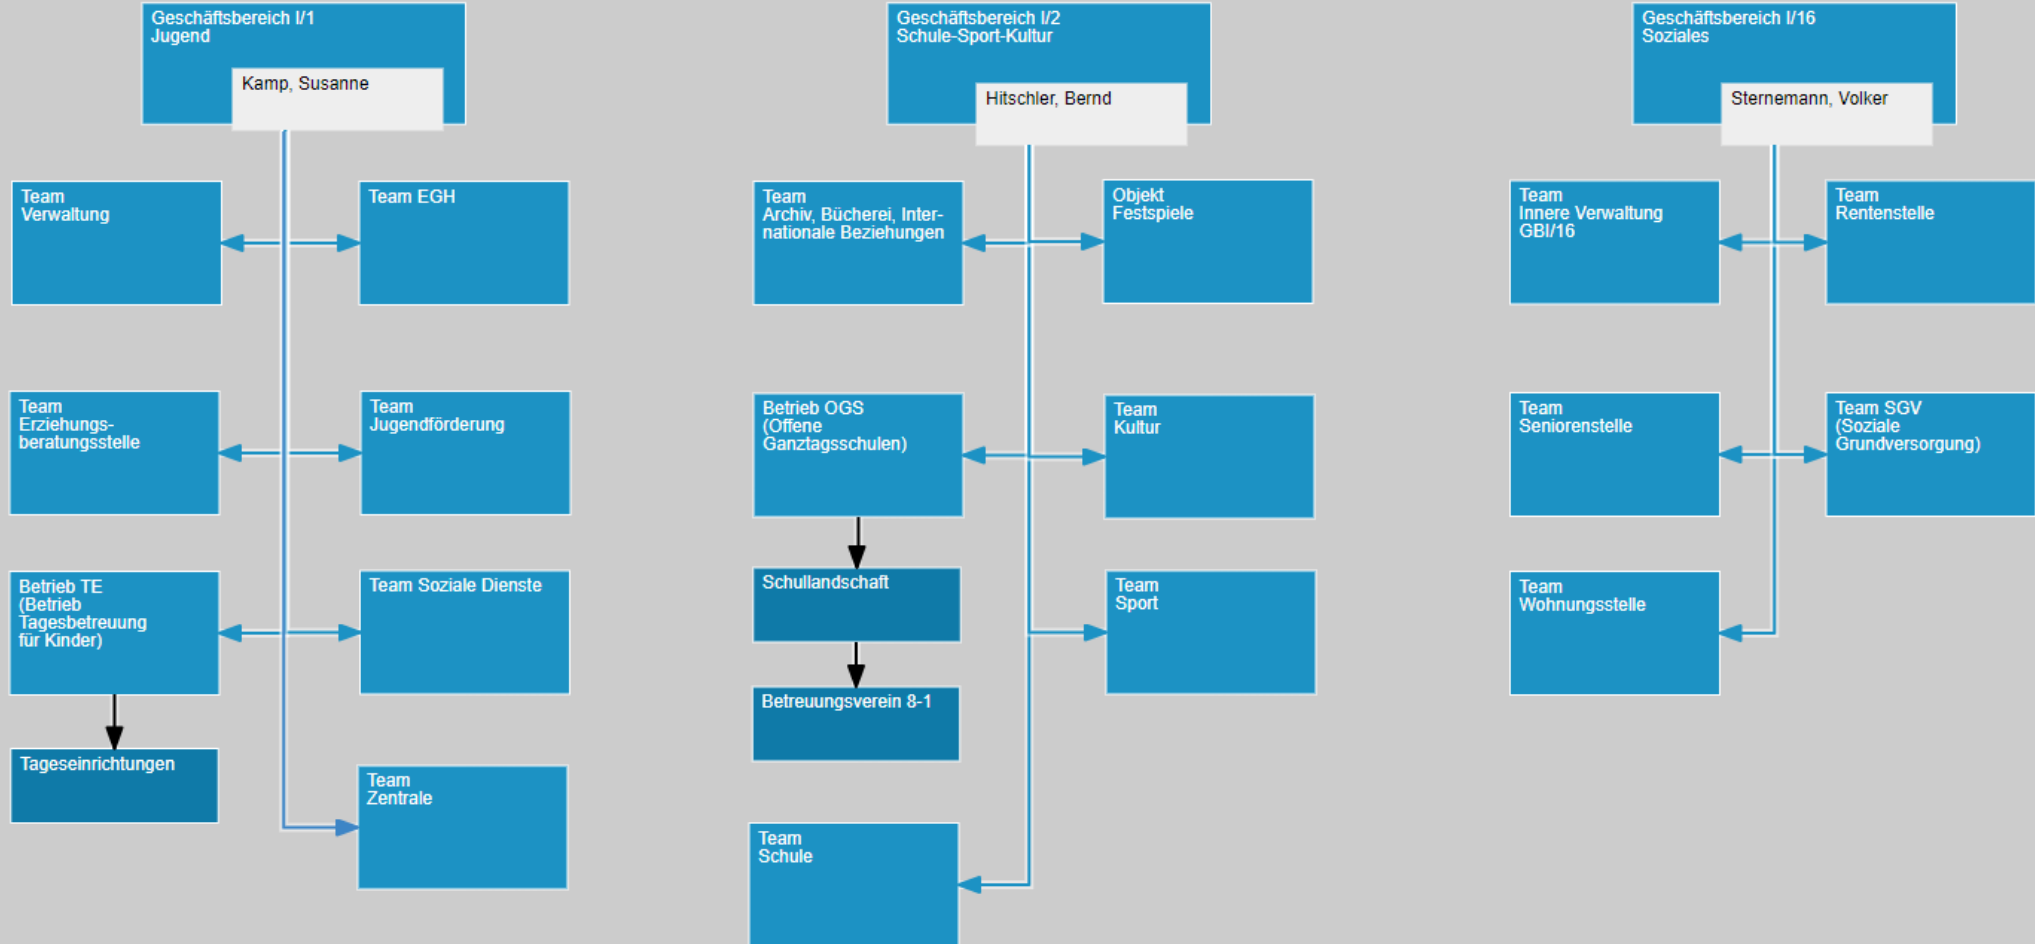 Geschäftsbereich I/1
Jugend
Kamp, Susanne
Team
Verwaltung
Team EGH
Team
Erziehungs-
beratungsstelle
Team
Jugendförderung
Betrieb TE
(Betrieb
Tagesbetreuung
für Kinder)
Team Soziale Dienste
Tageseinrichtungen
Team
Zentrale
Geschäftsbereich I/2
Schule-Sport-Kultur
Hitschler, Bernd
Team
Archiv, Bücherei, Inter-
nationale Beziehungen
Objekt
Festspiele
Betrieb OGS
(Offene
Ganztagsschulen)
Team
Kultur
Schullandschaft
Team
Sport
Betreuungsverein 8-1
Team
Schule
Geschäftsbereich I/16
Soziales
Sternemann, Volker
Team
Innere Verwaltung
GBI/16
Team
Rentenstelle
Team
Seniorenstelle
Team SGV
(Soziale
Grundversorgung)
Team
Wohnungsstelle